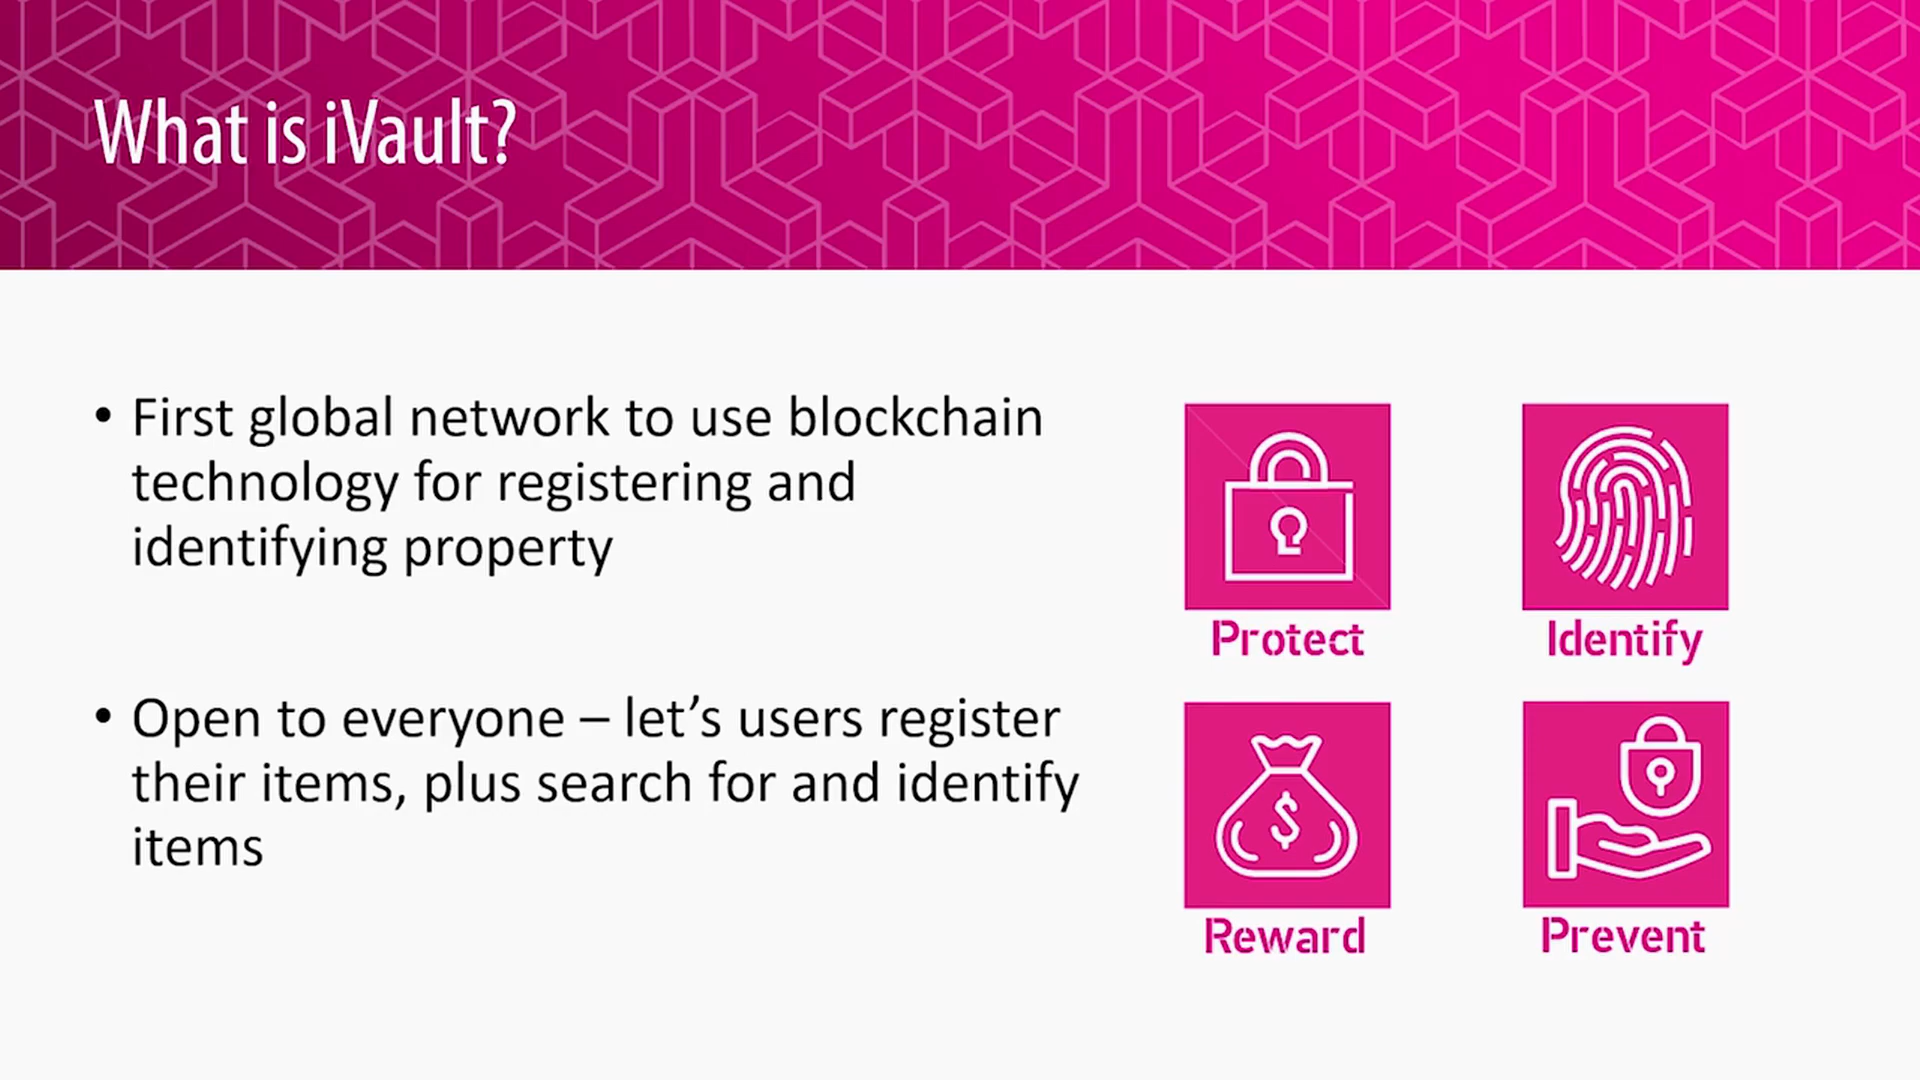 What is iVault?
• First global network to use blockchain
technology for registering and
identifying property
• Open to everyone – let’s users register
their items, plus search for and identify
items
Protect
Identify
Reward
Prevent
$